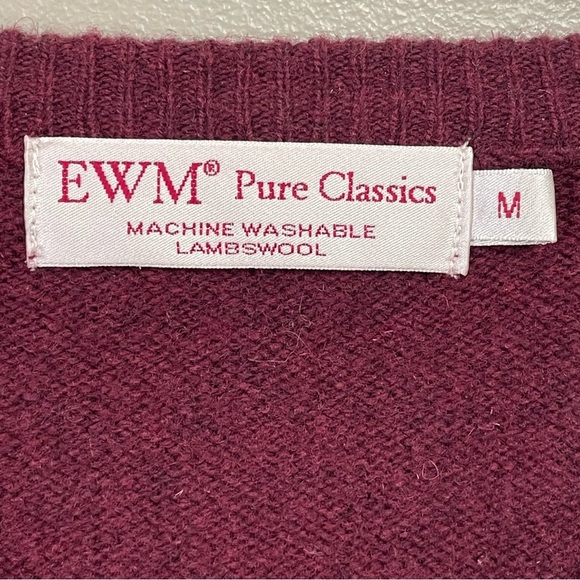 EWM® Pure Classics
MACHINE WASHABLE
LAMBSWOOL
M